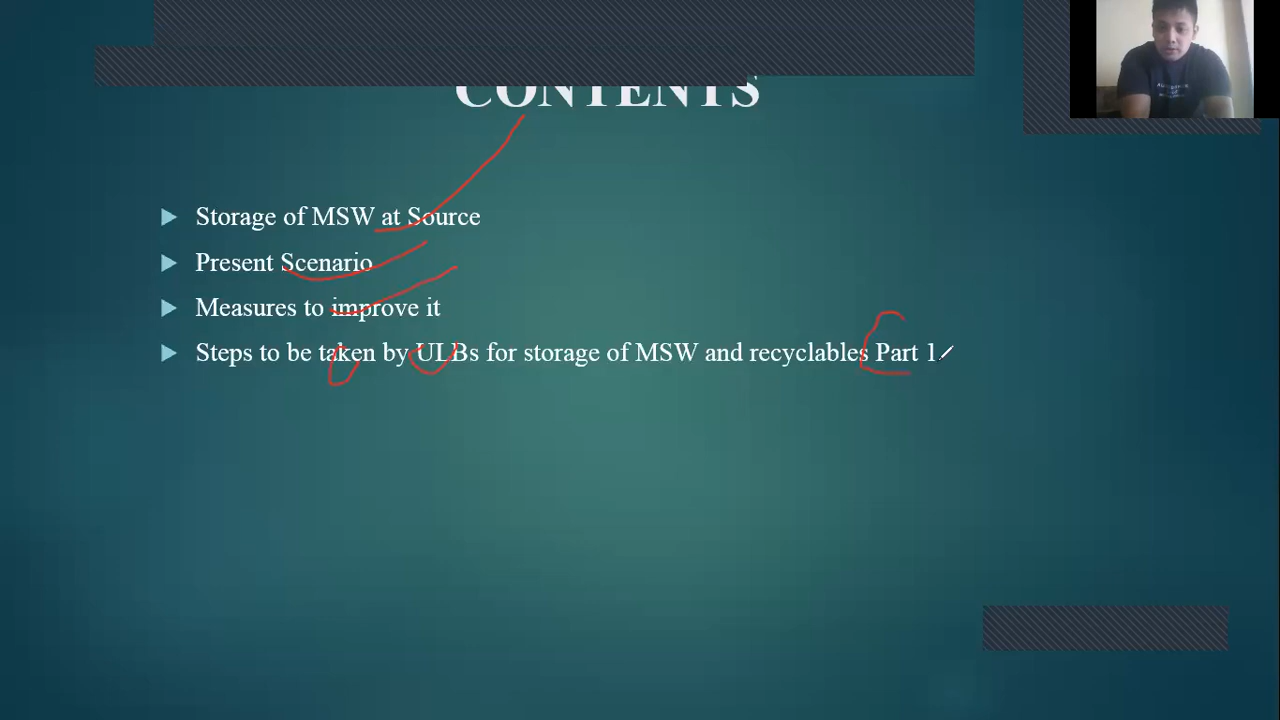 CONTENTS
Storage of MSW at Source
Present Scenario
Measures to improve it
Steps to be taken by ULBs for storage of MSW and recyclables Part 1